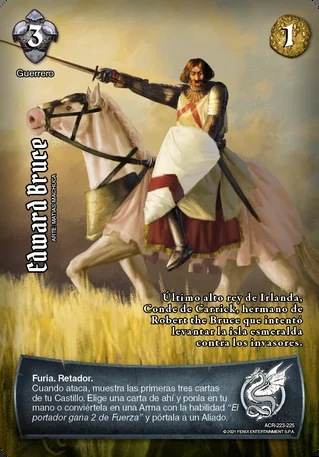 3
1
Guerrero
Edward Bruce
ARTE: MATÍAS MACHUCA
Último alto rey de Irlanda,
Conde de Carrick, hermano de
Robert the Bruce que intentó
levantar la isla esmeralda
contra los invasores.
Furia. Retador.
Cuando ataca, muestra las primeras tres cartas
de tu Castillo. Elige una carta de ahí y ponla en tu
mano o conviértela en una Arma con la habilidad "El
portador gana 2 de Fuerza" y pórtala a un Aliado.
ACR-223-225
©2021 FENIX ENTERTAINMENT S.P.A.